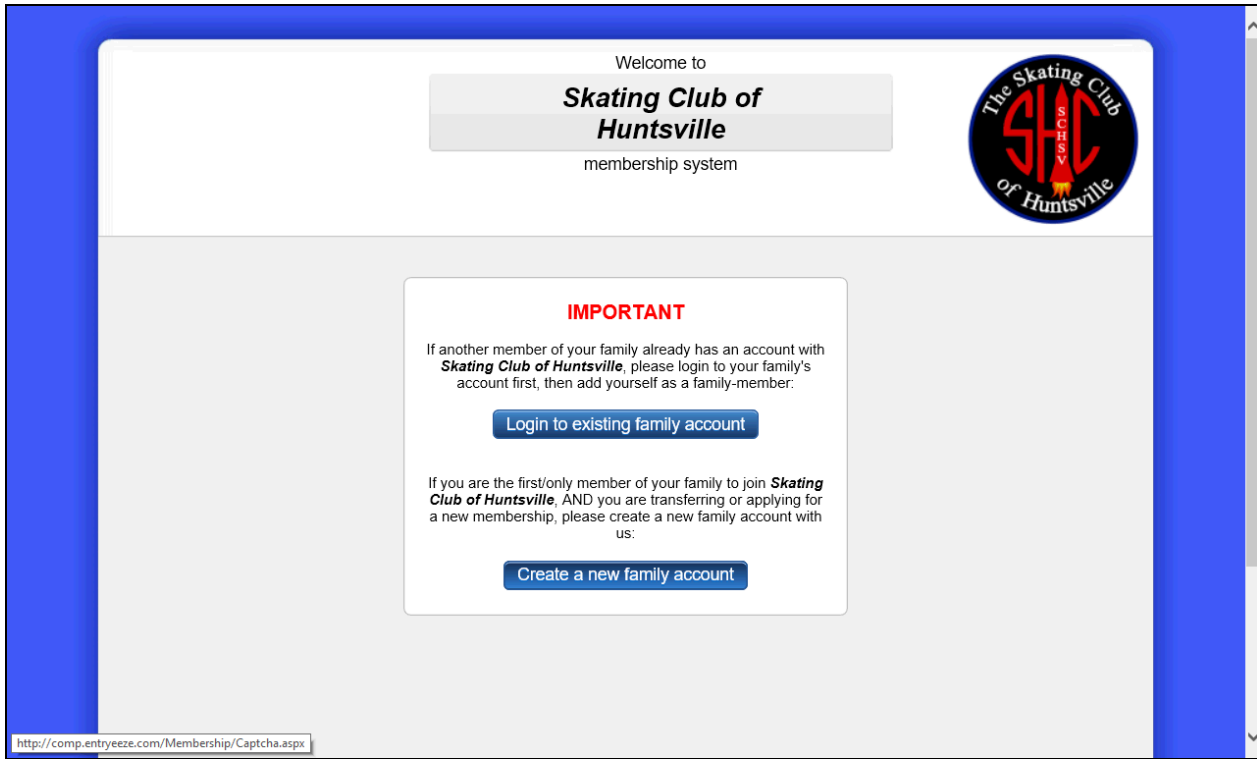 Welcome to
Skating Club of
Huntsville
membership system
The Skating Club
SHC
SCHSV
of Huntsville
IMPORTANT
If another member of your family already has an account with
Skating Club of Huntsville, please login to your family's
account first, then add yourself as a family-member:
Login to existing family account
If you are the first/only member of your family to join Skating
Club of Huntsville, AND you are transferring or applying for
a new membership, please create a new family account with
us:
Create a new family account
http://comp.entryeeze.com/Membership/Captcha.aspx